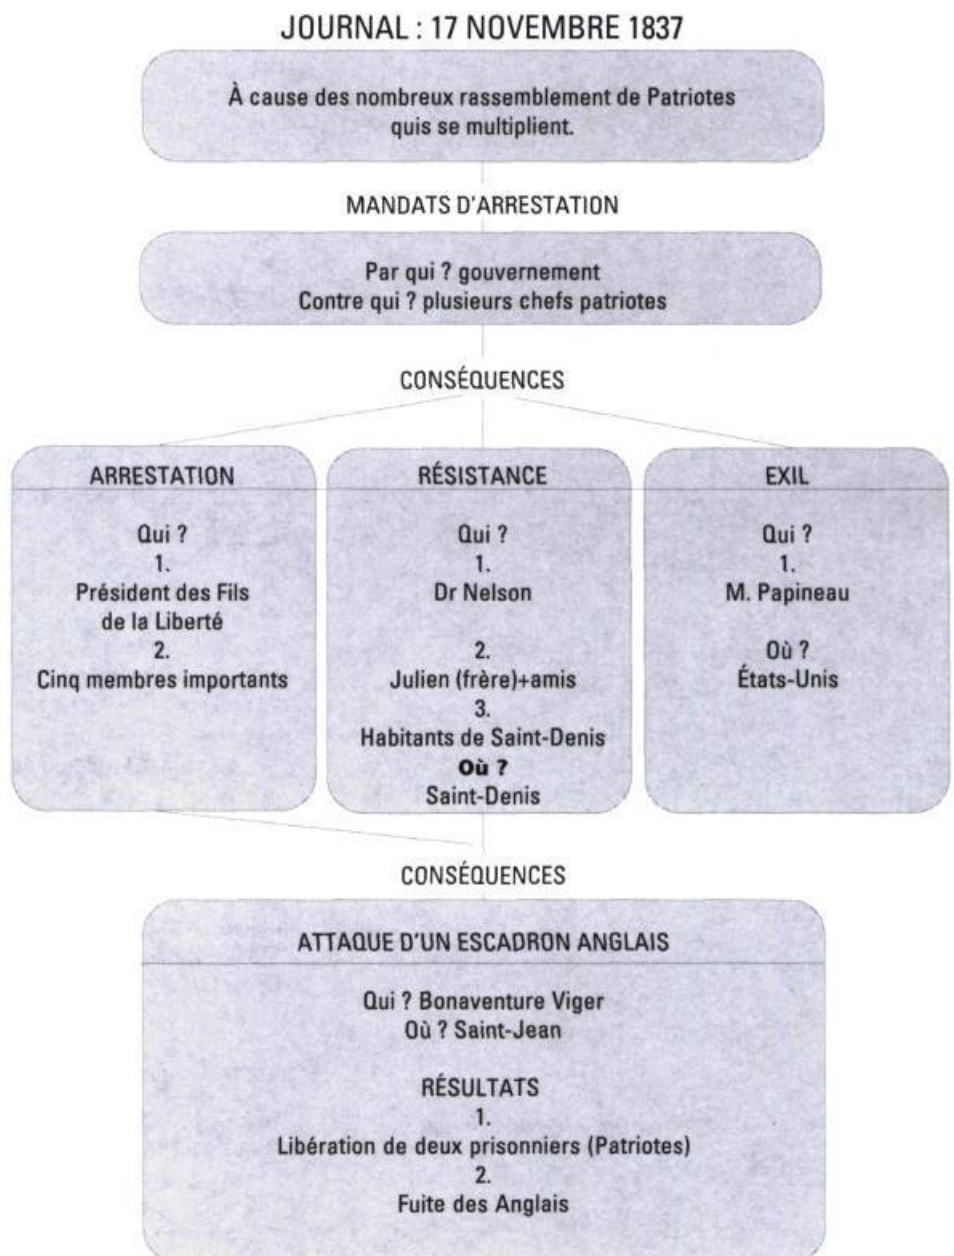 JOURNAL : 17 NOVEMBRE 1837
À cause des nombreux rassemblement de Patriotes
quis se multiplient.
MANDATS D'ARRESTATION
Par qui ? gouvernement
Contre qui ? plusieurs chefs patriotes
CONSÉQUENCES
ARRESTATION
Qui ?
1.
Président des Fils
de la Liberté
2.
Cinq membres importants
RÉSISTANCE
Qui ?
1.
Dr Nelson
2.
Julien (frère)+amis
3.
Habitants de Saint-Denis
Où ?
Saint-Denis
EXIL
Qui ?
1.
M. Papineau
Où ?
États-Unis
CONSÉQUENCES
ATTAQUE D'UN ESCADRON ANGLAIS
Qui ? Bonaventure Viger
Où ? Saint-Jean
RÉSULTATS
1.
Libération de deux prisonniers (Patriotes)
2.
Fuite des Anglais